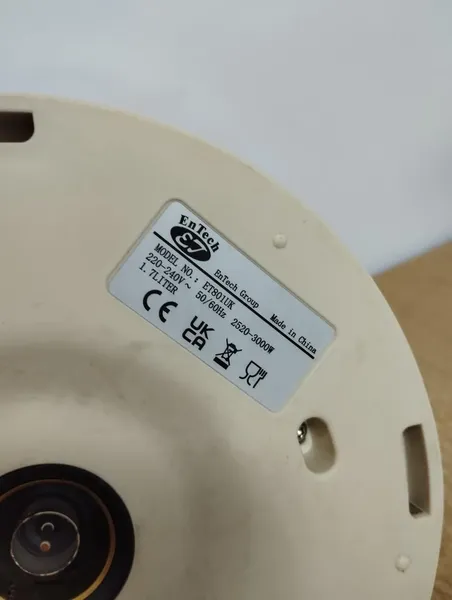 EnTech
ET
EnTech Group Made in China
MODEL NO.: ET801UK
220-240V~ 50/60Hz 2520-3000W
1.7LITER
CE
UK
CA